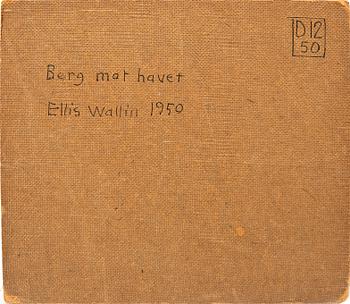 D12
50
Berg mot havet
Ellis Wallin 1950